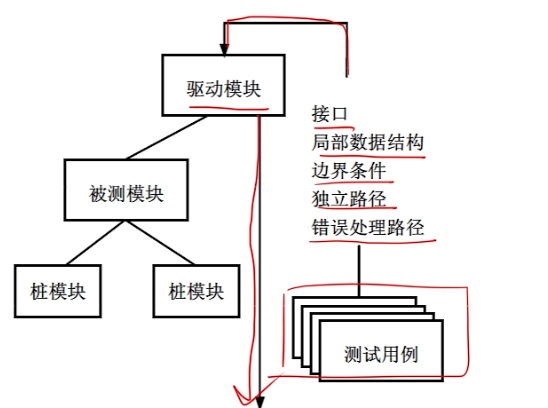 驱动模块
接口
局部数据结构
边界条件
独立路径
错误处理路径
被测模块
桩模块
桩模块
测试用例